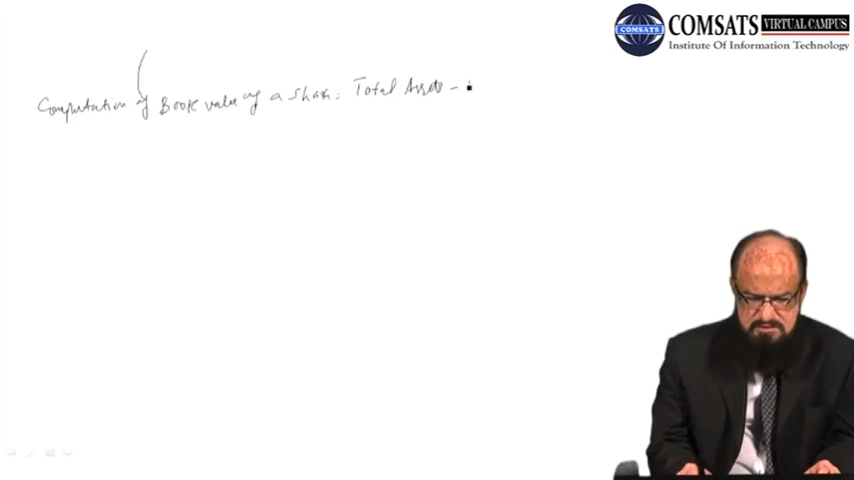 COMSATS VIRTUAL CAMPUS
Institute Of Information Technology
COMSATS
Computation of Book value of a share = Total Assets -